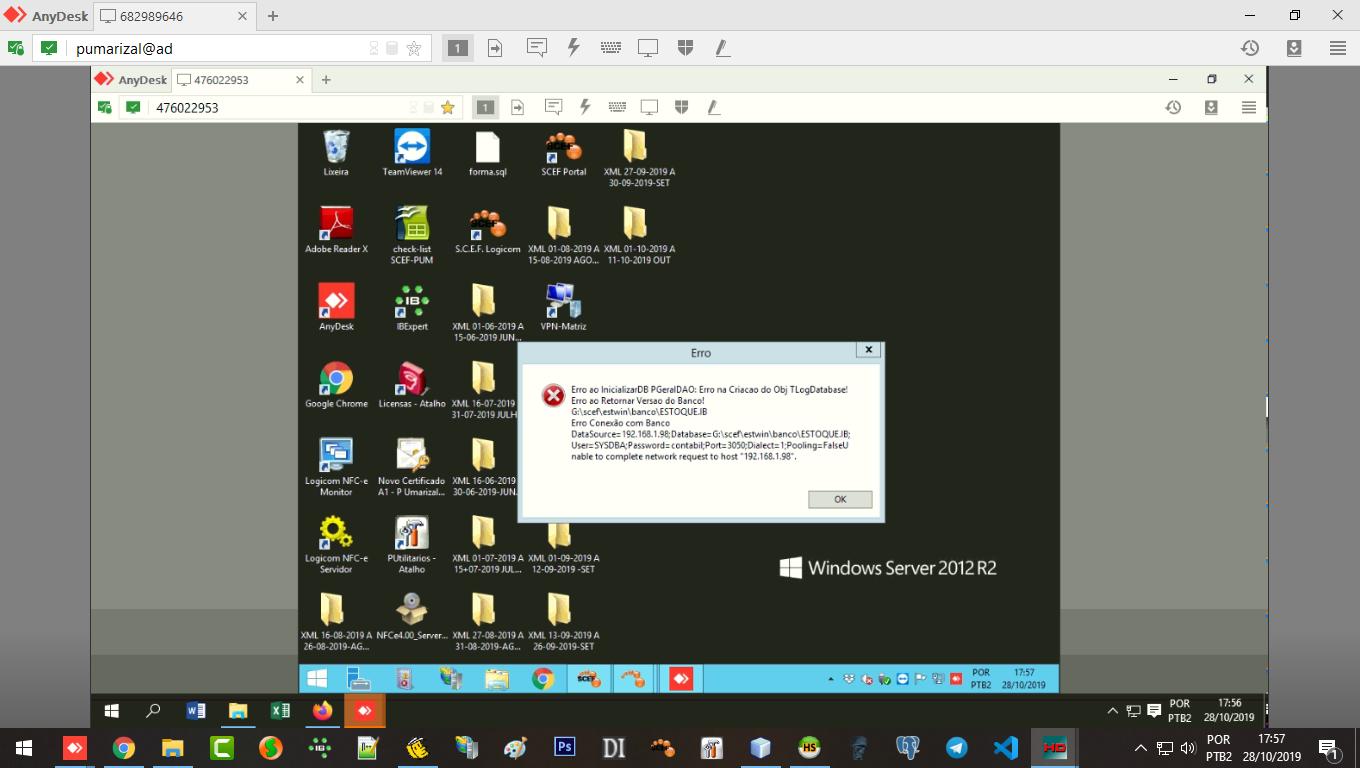 AnyDesk
682989646
pumarizal@ad
1
AnyDesk
476022953
476022953
1
Lixeira
TeamViewer 14
forma.sql
SCEF Portal
XML 27-09-2019 A
30-09-2019-SET
Adobe Reader X
check-list
SCEF-PUM
S.C.E.F. Logicom
XML 01-08-2019 A
15-08-2019 AGO...
XML 01-10-2019 A
11-10-2019 OUT
AnyDesk
IBExpert
XML 01-06-2019 A
15-06-2019 JUN...
VPN-Matriz
Google Chrome
Licensas - Atalho
XML 16-07-2019 A
31-07-2019 JULH
Logicom NFC-e
Monitor
Novo Certificado
A1 - P Umarizal...
XML 16-06-2019 A
30-06-2019-JUN.
Logicom NFC-e
Servidor
PUtilitarios -
Atalho
XML 01-07-2019 A
15+07-2019 JUL...
XML 01-09-2019 A
12-09-2019 -SET
XML 16-08-2019 A
26-08-2019-AG...
NFCe4.00_Server...
XML 27-08-2019 A
31-08-2019-AG...
XML 13-09-2019 A
26-09-2019-SET
Erro
Erro ao InicializarDB PGeralDAO: Erro na Criacao do Obj TLogDatabase!
Erro ao Retornar Versao do Banco!
G:\scef\estwin\banco\ESTOQUE.IB
Erro Conexão com Banco
DataSource=192.168.1.98;Database=G:\scef\estwin\banco\ESTOQUE.IB;
User=SYSDBA;Password=contabil;Port=3050;Dialect=1;Pooling=FalseU
nable to complete network request to host "192.168.1.98".
OK
Windows Server 2012 R2
SCEF
POR
PTB2
17:57
28/10/2019
POR
PTB2
17:56
28/10/2019
IB
Ps
DI
HS
HD
POR
PTB2
17:57
28/10/2019
1